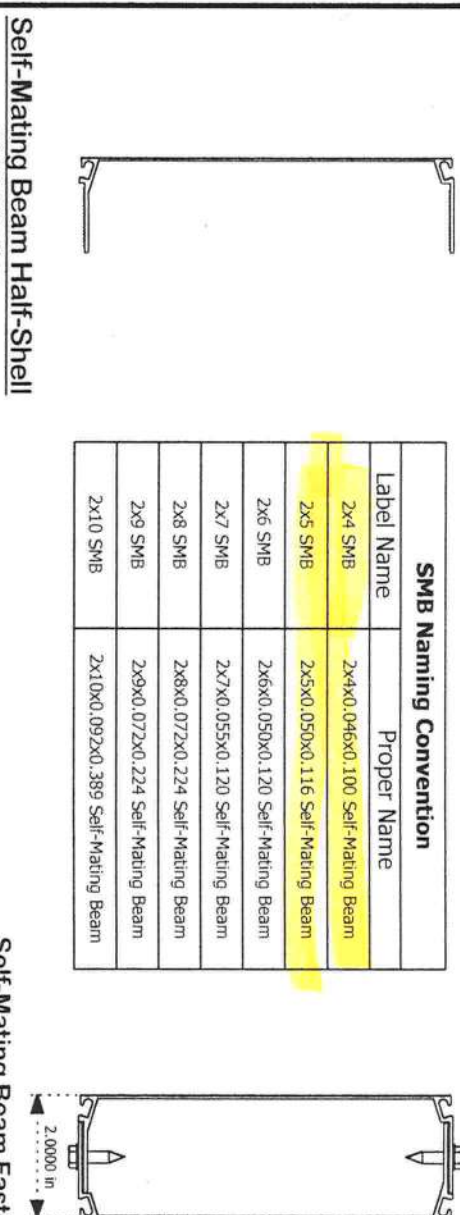 Self-Mating Beam Half-Shell
SMB Naming Convention
Label Name Proper Name
2x4 SMB 2x4x0.046x0.100 Self-Mating Beam
2x5 SMB 2x5x0.050x0.116 Self-Mating Beam
2x6 SMB 2x6x0.050x0.120 Self-Mating Beam
2x7 SMB 2x7x0.055x0.120 Self-Mating Beam
2x8 SMB 2x8x0.072x0.224 Self-Mating Beam
2x9 SMB 2x9x0.072x0.224 Self-Mating Beam
2x10 SMB 2x10x0.092x0.389 Self-Mating Beam
2.0000 in
Self-Mating Beam Fast